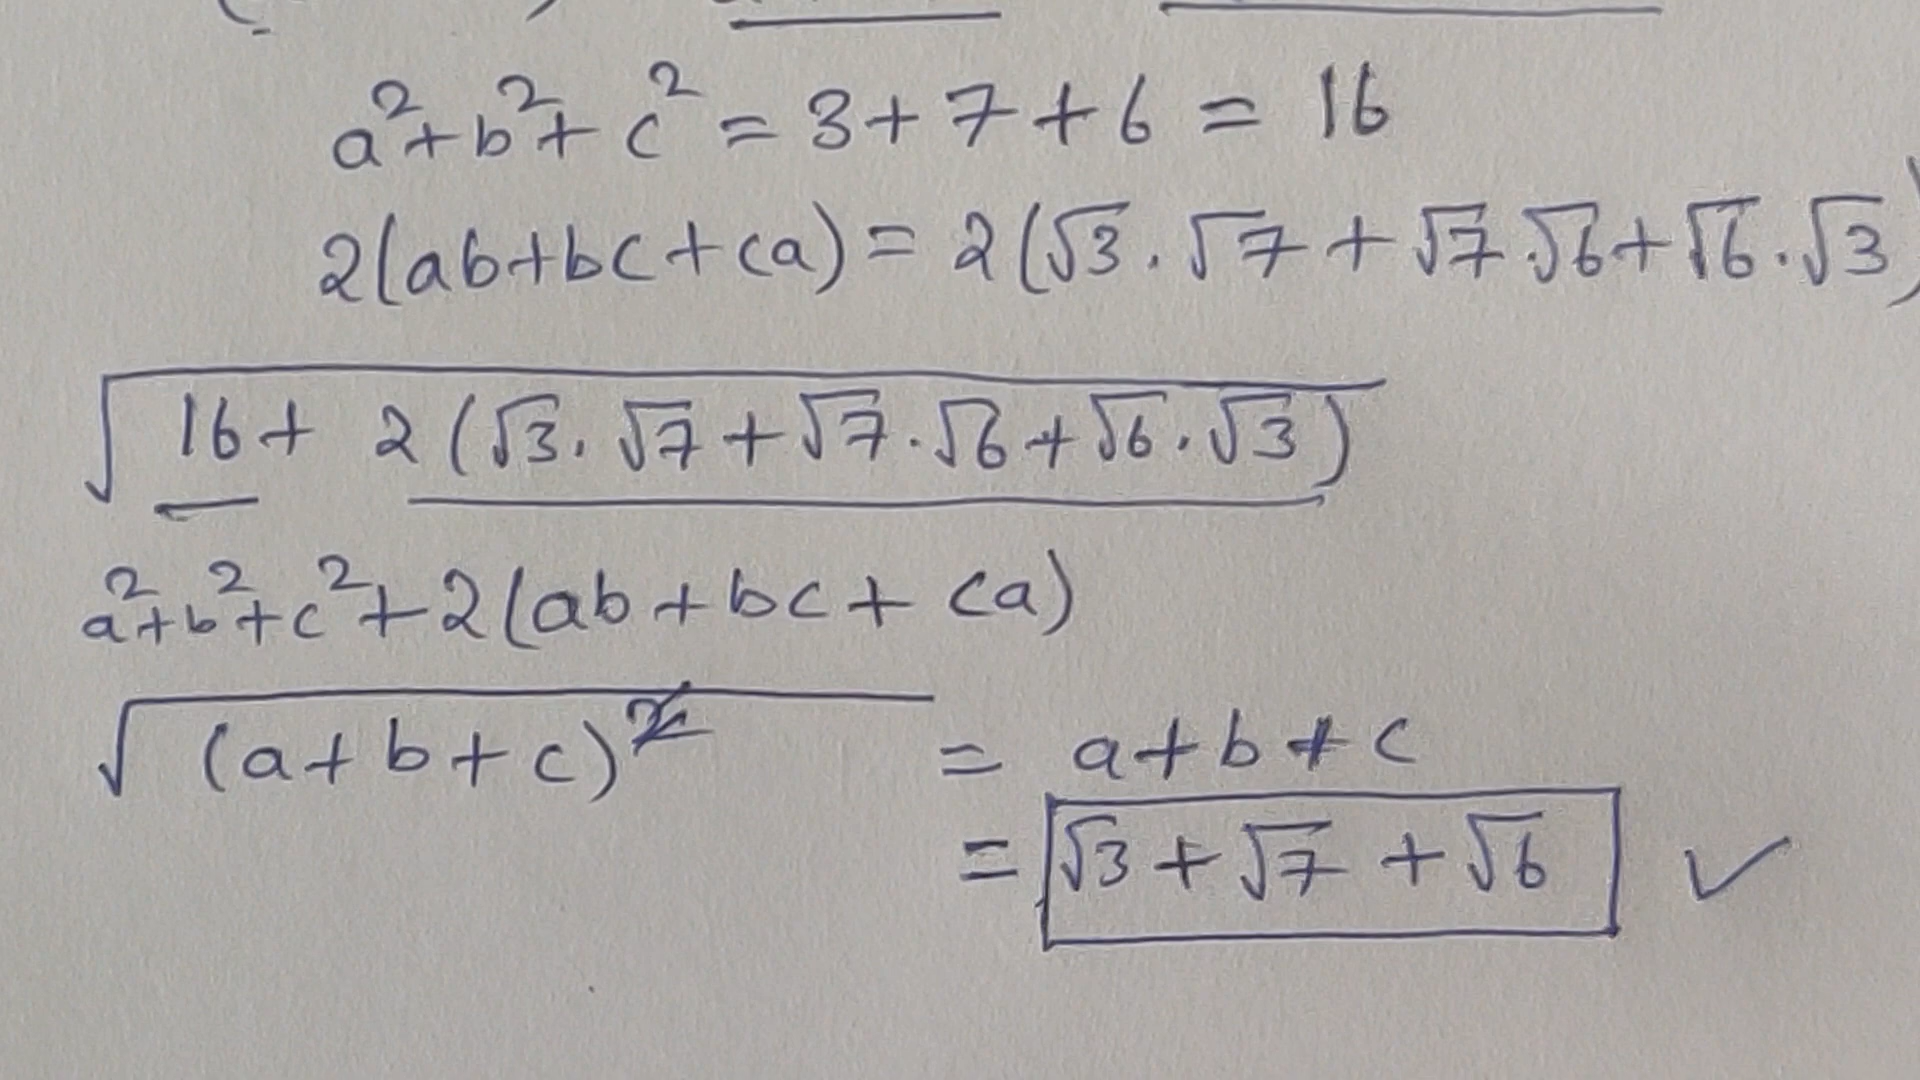 a²+b²+c² = 3+7+6 = 16
2(ab+bc+ca) = 2(√3.√7+√7.√6+√6.√3)
√(16+ 2(√3.√7+√7.√6+√6.√3))
a²+b²+c²+2(ab+bc+ca)
√((a+b+c)²) = a+b+c
= √3+√7+√6 ✓